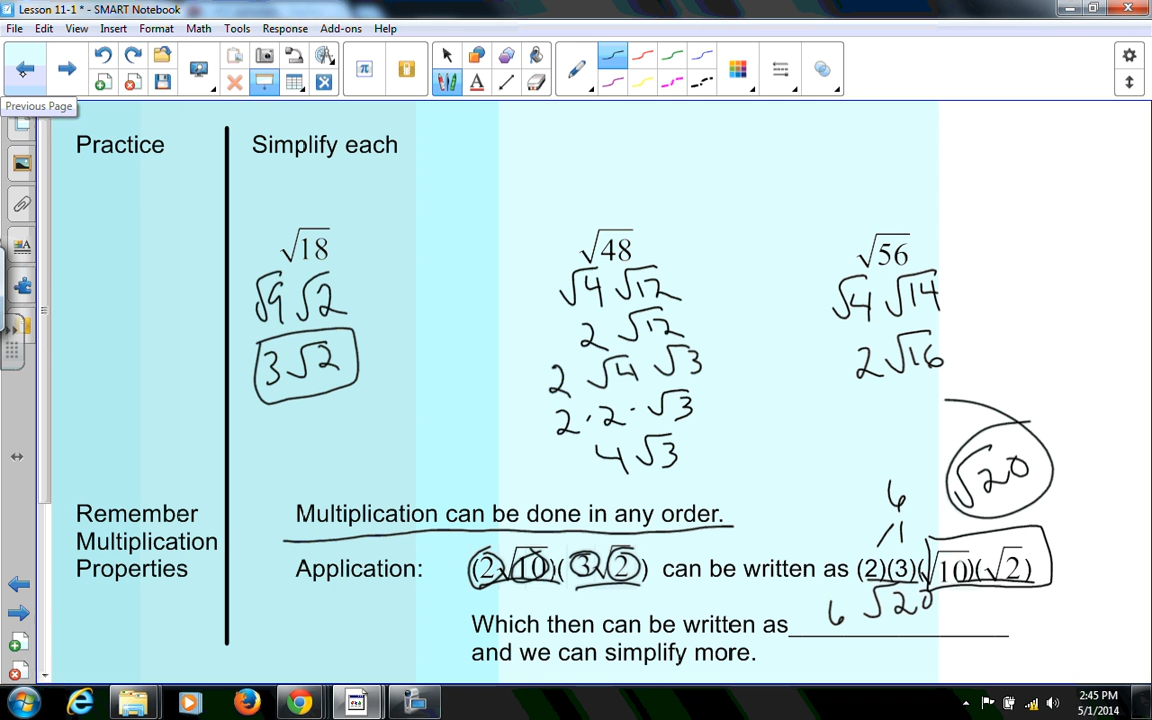 Lesson 11-1 * - SMART Notebook
File Edit View Insert Format Math Tools Response Add-ons Help
Previous Page
Practice
Simplify each
√18
√48
√56
√9 √2
√4 √12
√4 √14
3√2
2 √12
2√16
2 √4 √3
2 · 2 · √3
4√3
√20
6
Remember
Multiplication
Properties
Multiplication can be done in any order.
Application: (2√10)(3√2) can be written as (2)(3)(√10)(√2)
6 √20
Which then can be written as_________________
and we can simplify more.
2:45 PM
5/1/2014